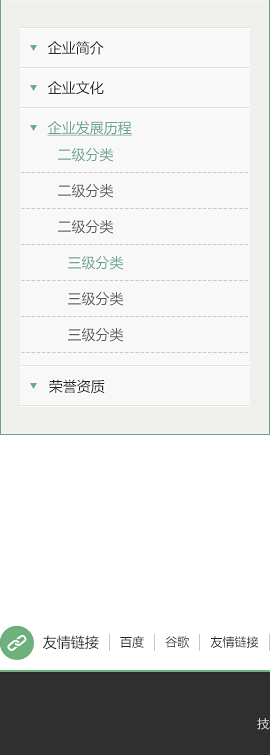 企业简介
企业文化
企业发展历程
二级分类
二级分类
二级分类
三级分类
三级分类
三级分类
荣誉资质
友情链接 百度 谷歌 友情链接
技